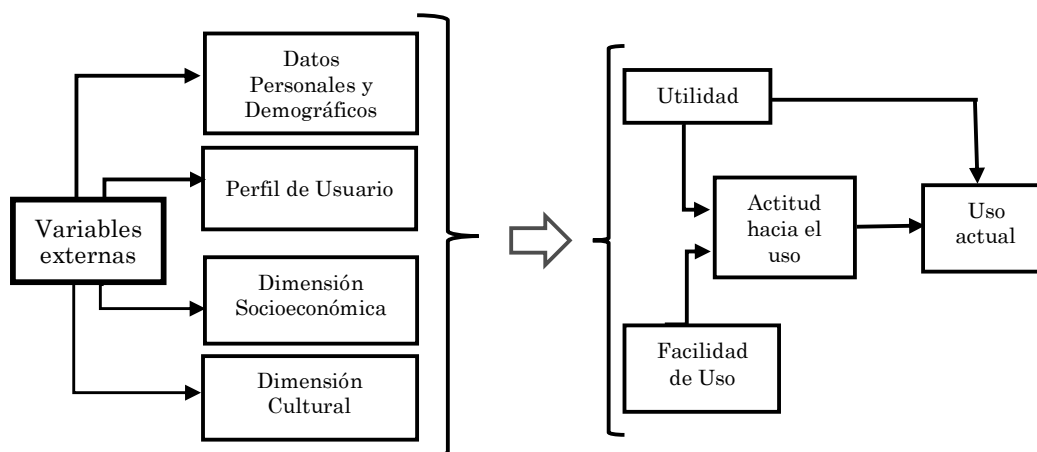 Datos
Personales y
Demográficos
Perfil de Usuario
Variables
externas
Dimensión
Socioeconómica
Dimensión
Cultural
Utilidad
Actitud
hacia el
uso
Uso
actual
Facilidad
de Uso